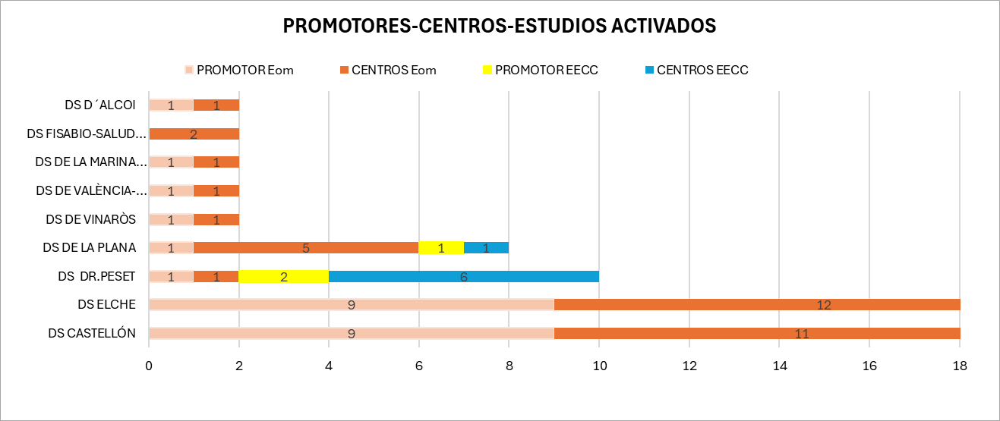 PROMOTORES-CENTROS-ESTUDIOS ACTIVADOS
PROMOTOR Eom CENTROS Eom PROMOTOR EECC CENTROS EECC
DS D´ALCOI 1 1
DS FISABIO-SALUD... 2
DS DE LA MARINA... 1 1
DS DE VALÈNCIA-... 1 1
DS DE VINARÒS 1 1
DS DE LA PLANA 1 5 1 1
DS DR.PESET 1 1 2 6
DS ELCHE 9 12
DS CASTELLÓN 9 11
0 2 4 6 8 10 12 14 16 18